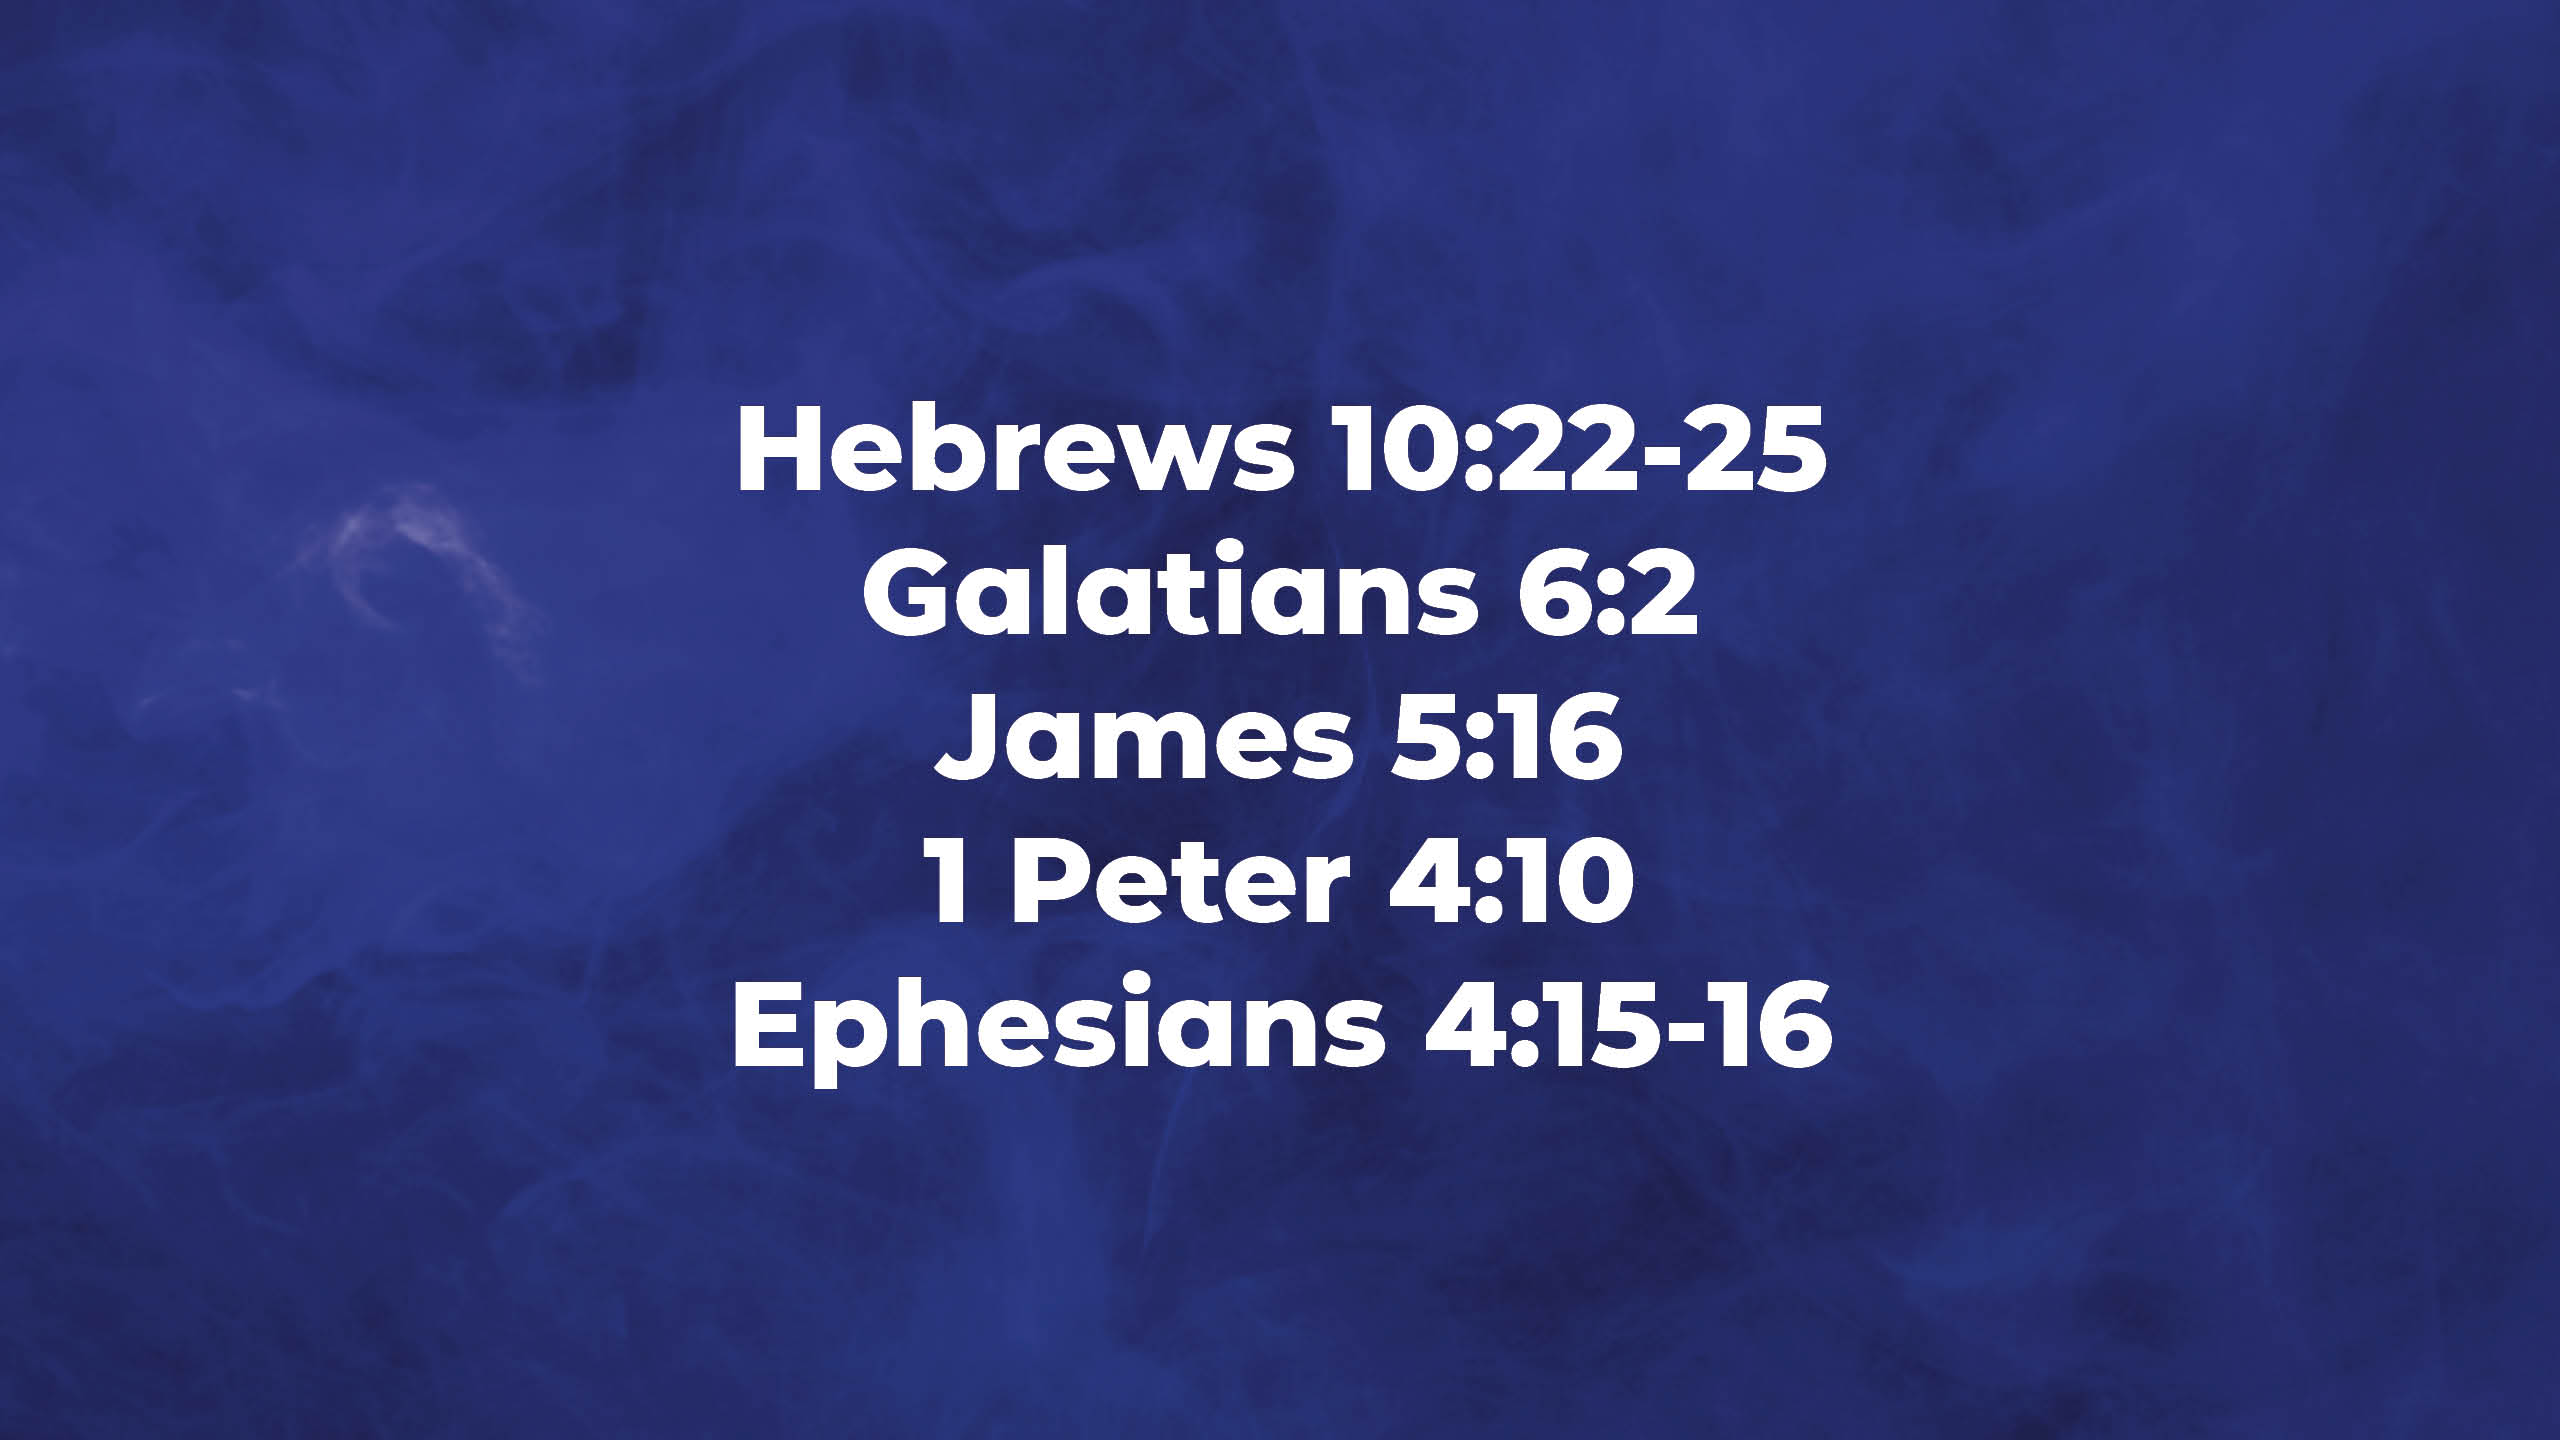 Hebrews 10:22-25
Galatians 6:2
James 5:16
1 Peter 4:10
Ephesians 4:15-16